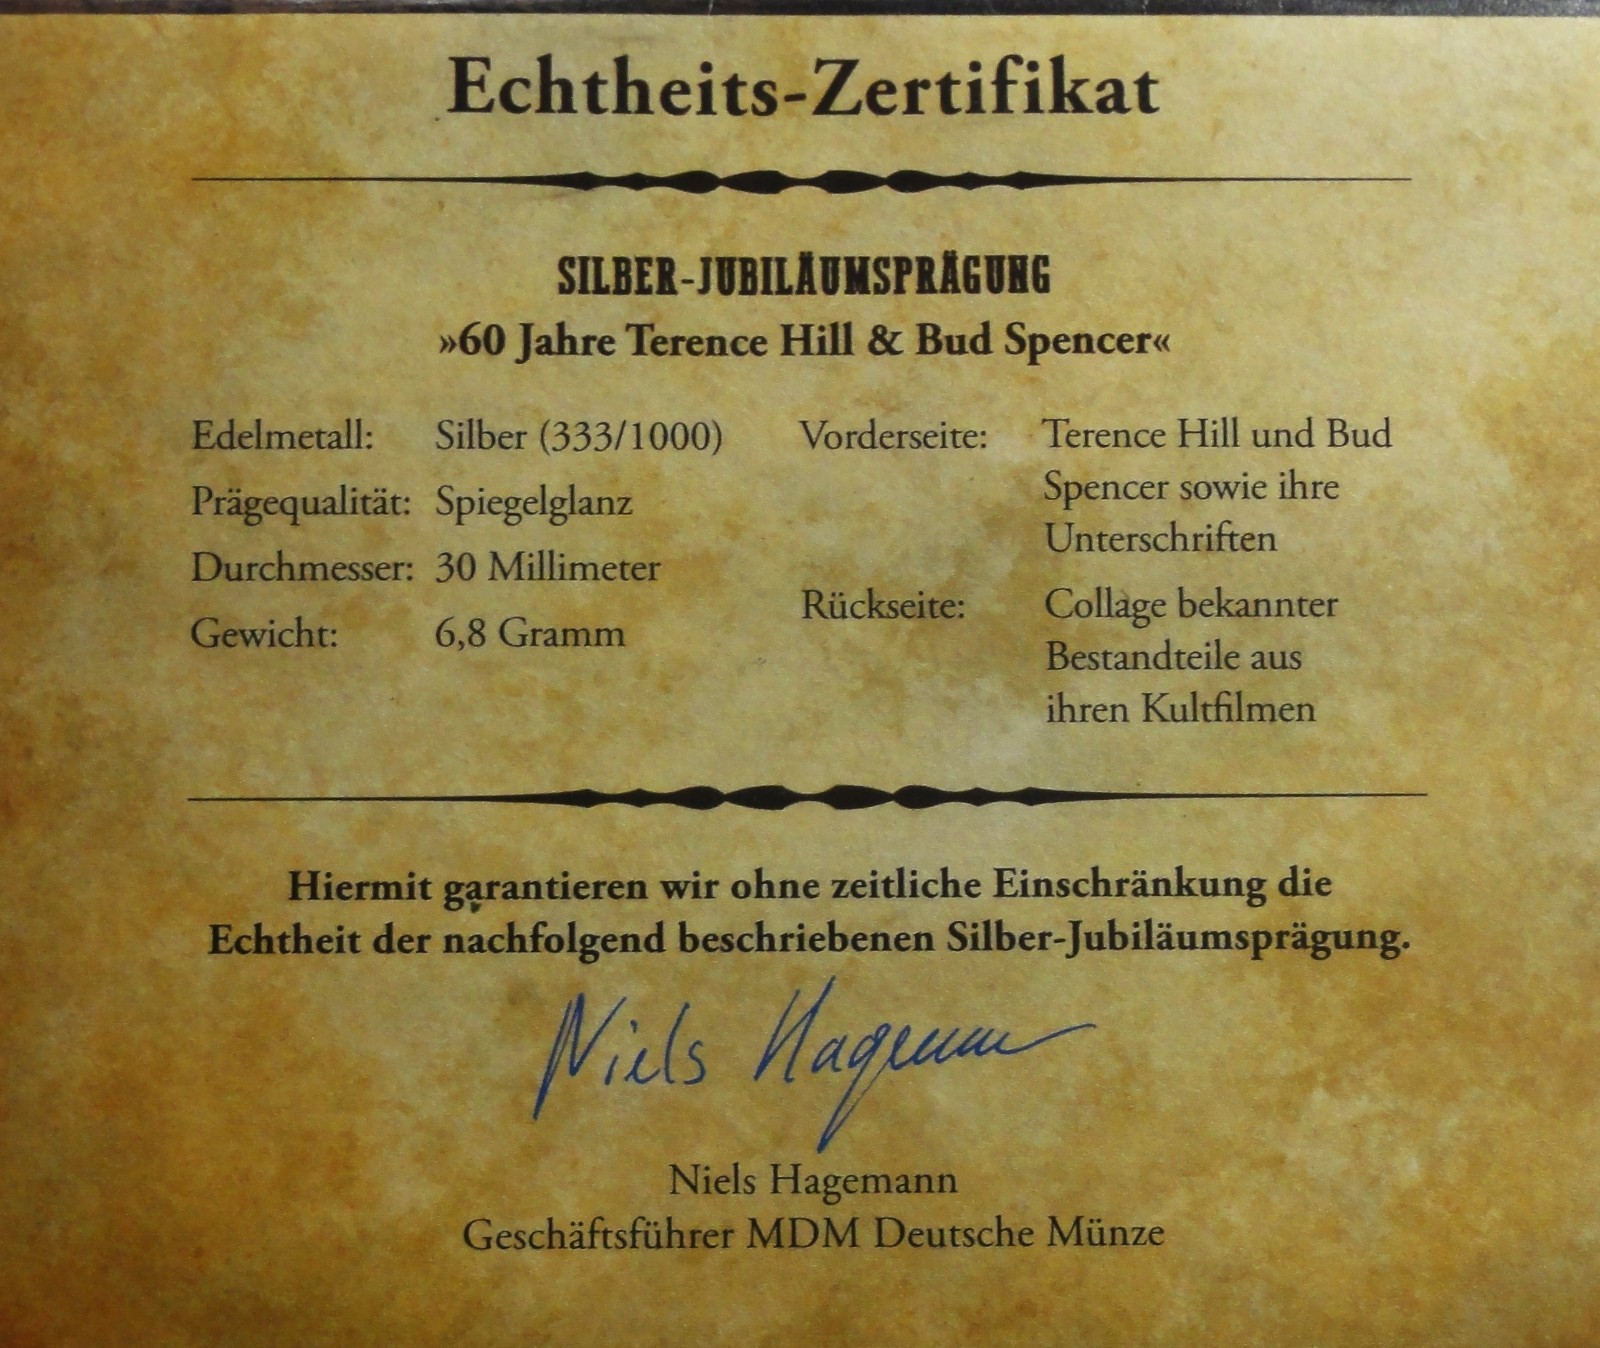 Echtheits-Zertifikat
SILBER-JUBILÄUMSPRÄGUNG
»60 Jahre Terence Hill & Bud Spencer«
Edelmetall: Silber (333/1000)
Prägequalität: Spiegelglanz
Durchmesser: 30 Millimeter
Gewicht: 6,8 Gramm
Vorderseite: Terence Hill und Bud
Spencer sowie ihre
Unterschriften
Rückseite: Collage bekannter
Bestandteile aus
ihren Kultfilmen
Hiermit garantieren wir ohne zeitliche Einschränkung die
Echtheit der nachfolgend beschriebenen Silber-Jubiläumsprägung.
Niels Hagemann
Niels Hagemann
Geschäftsführer MDM Deutsche Münze